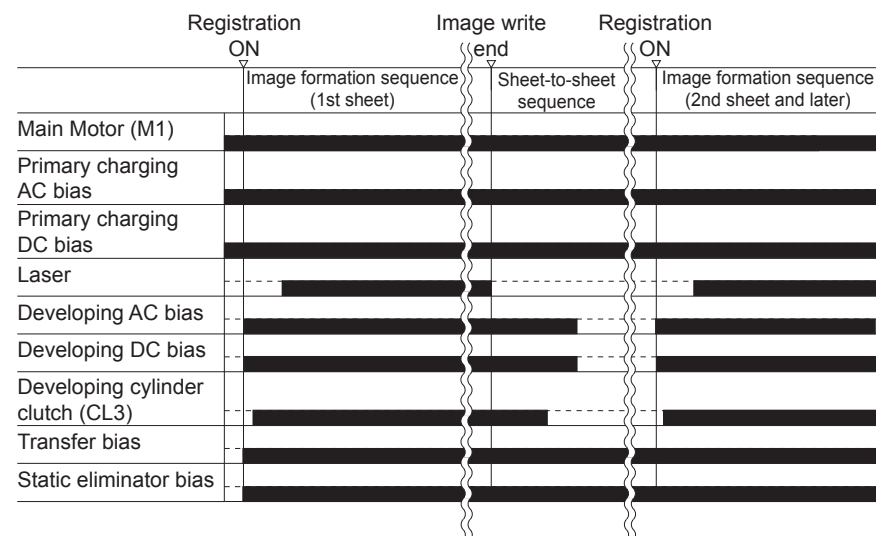 Registration
ON
Image write
end
Registration
ON
Image formation sequence
(1st sheet)
Sheet-to-sheet
sequence
Image formation sequence
(2nd sheet and later)
Main Motor (M1)
Primary charging
AC bias
Primary charging
DC bias
Laser
Developing AC bias
Developing DC bias
Developing cylinder
clutch (CL3)
Transfer bias
Static eliminator bias